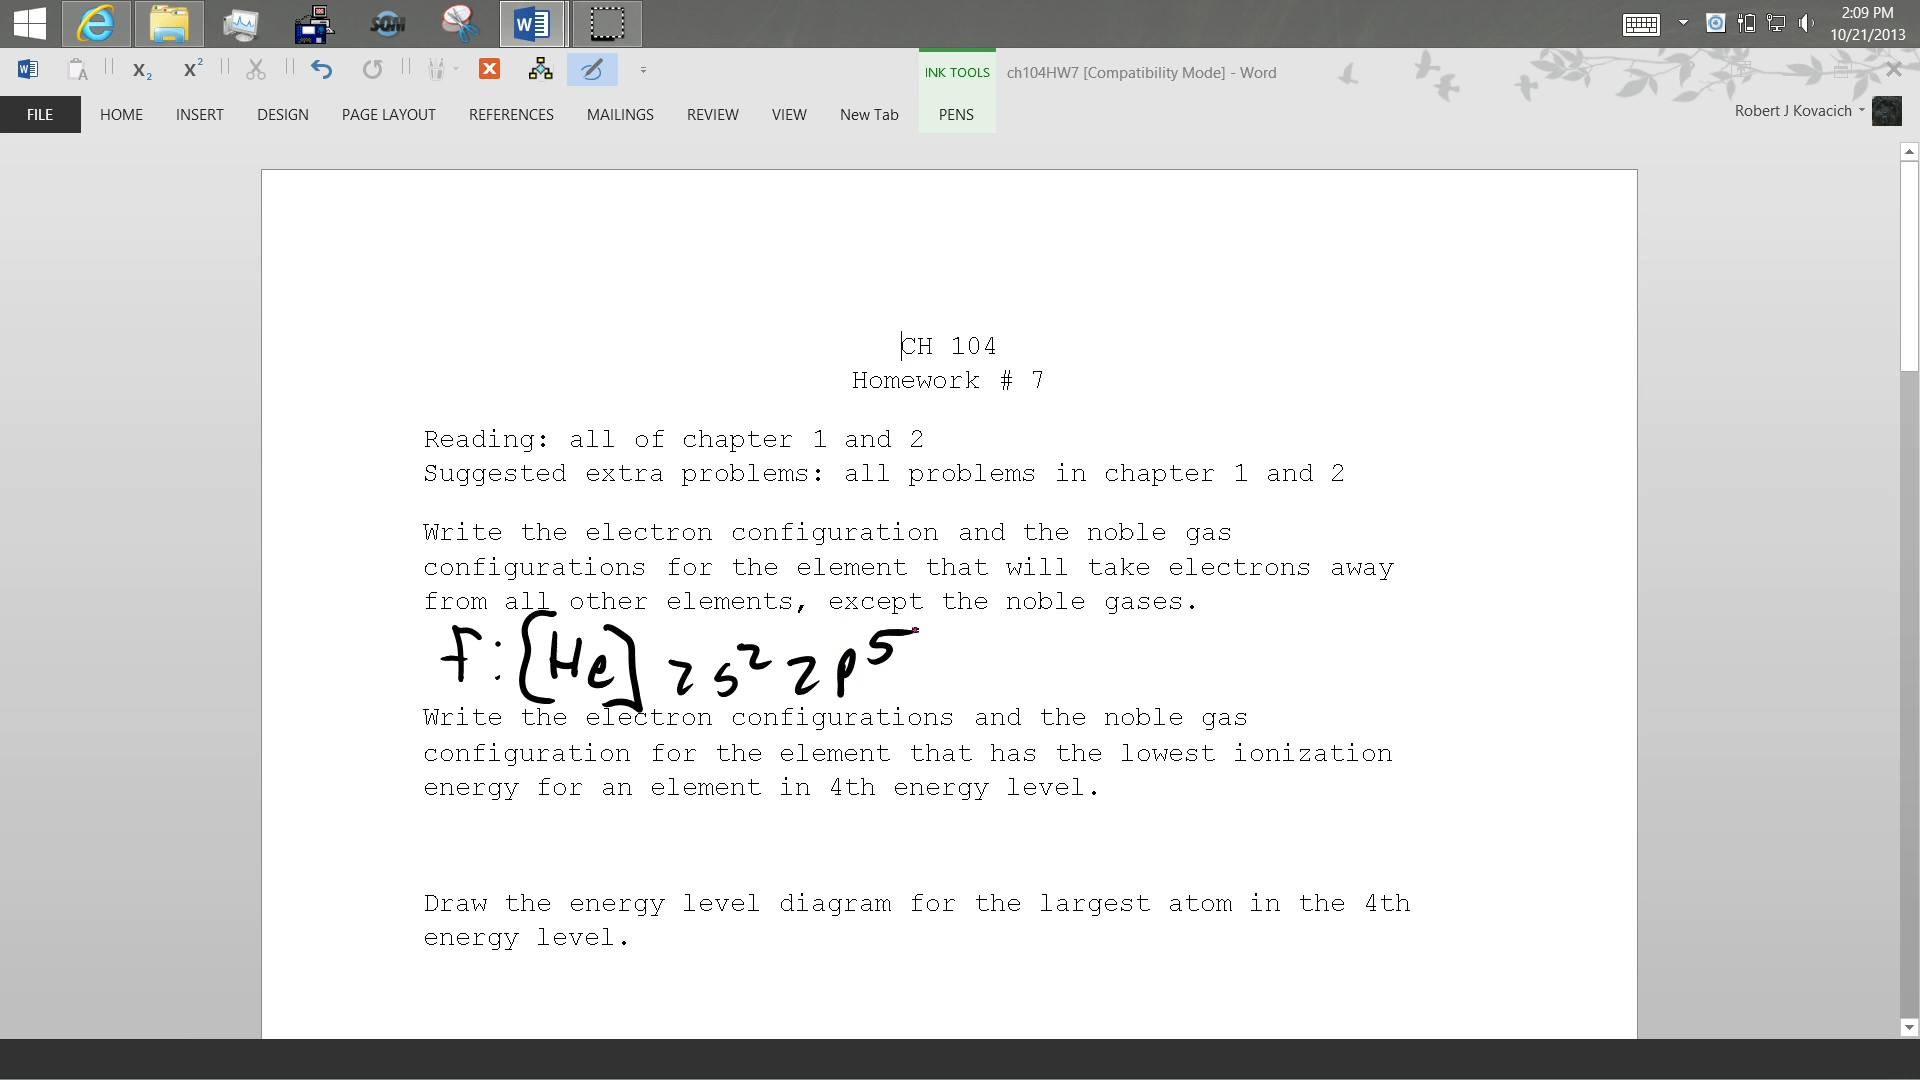 2:09 PM
10/21/2013
SQM
INK TOOLS
ch104HW7 [Compatibility Mode] - Word
FILE HOME INSERT DESIGN PAGE LAYOUT REFERENCES MAILINGS REVIEW VIEW New Tab PENS
Robert J Kovacich
CH 104
Homework # 7
Reading: all of chapter 1 and 2
Suggested extra problems: all problems in chapter 1 and 2
Write the electron configuration and the noble gas
configurations for the element that will take electrons away
from all other elements, except the noble gases.
F: [He] 2s² 2p⁵
Write the electron configurations and the noble gas
configuration for the element that has the lowest ionization
energy for an element in 4th energy level.
Draw the energy level diagram for the largest atom in the 4th
energy level.